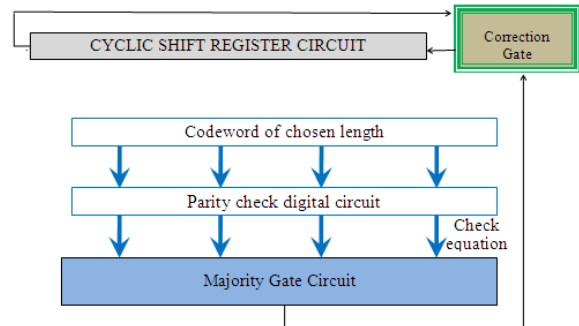 CYCLIC SHIFT REGISTER CIRCUIT
Correction
Gate
Codeword of chosen length
Parity check digital circuit
Check
equation
Majority Gate Circuit